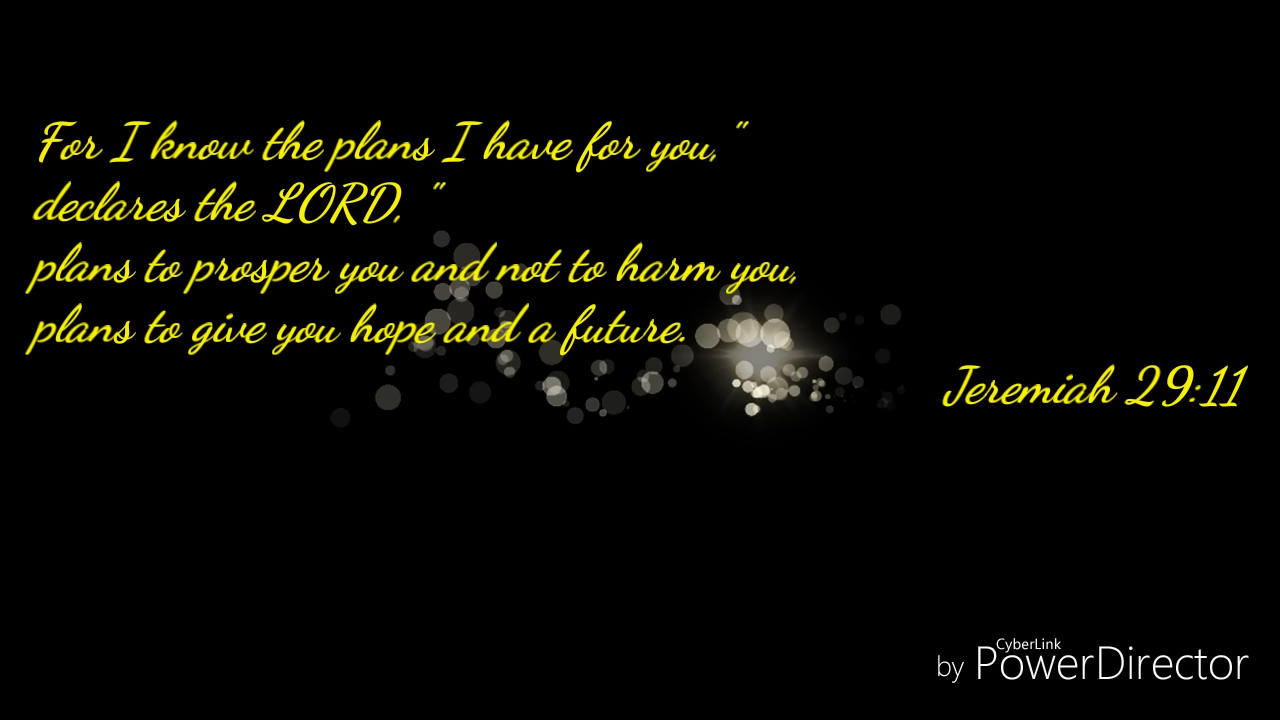 For I know the plans I have for you,"
declares the LORD, "
plans to prosper you and not to harm you,
plans to give you hope and a future.
Jeremiah 29:11
CyberLink
by PowerDirector